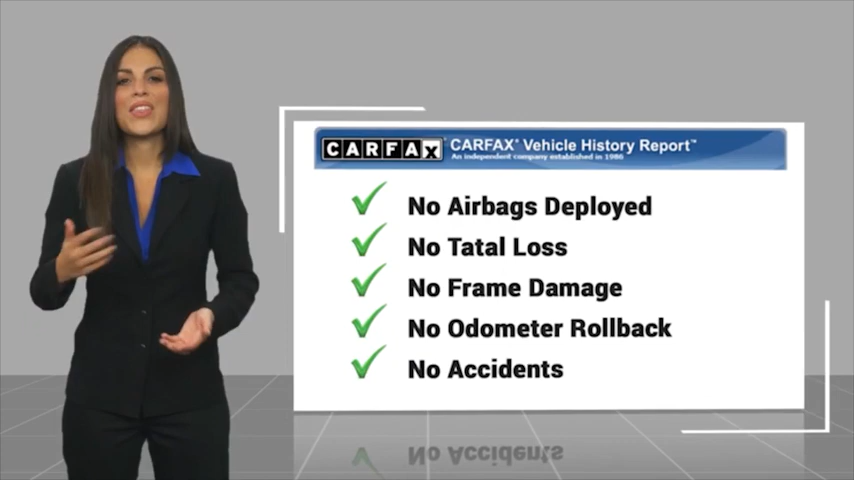 CARFAX CARFAX® Vehicle History Report™
An independent company established in 1986
No Airbags Deployed
No Tatal Loss
No Frame Damage
No Odometer Rollback
No Accidents
No Accidents